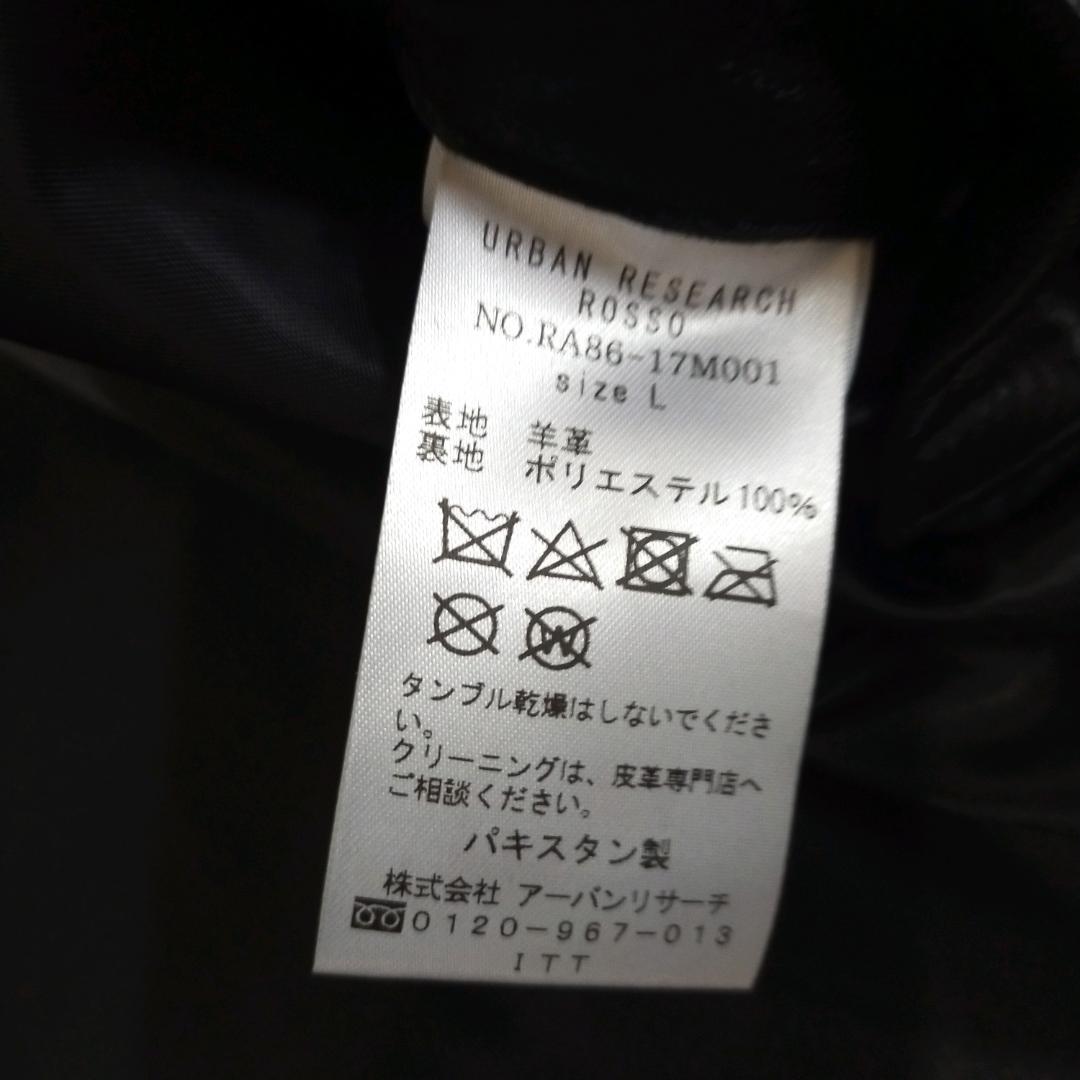 URBAN RESEARCH
ROSSO
NO.RA86-17M001
size L
表地 羊革
裏地 ポリエステル100%
W
タンブル乾燥はしないでくださ
い。
クリーニングは、皮革専門店へ
ご相談ください。
パキスタン製
株式会社 アーバンリサーチ
0120-967-013
ITT